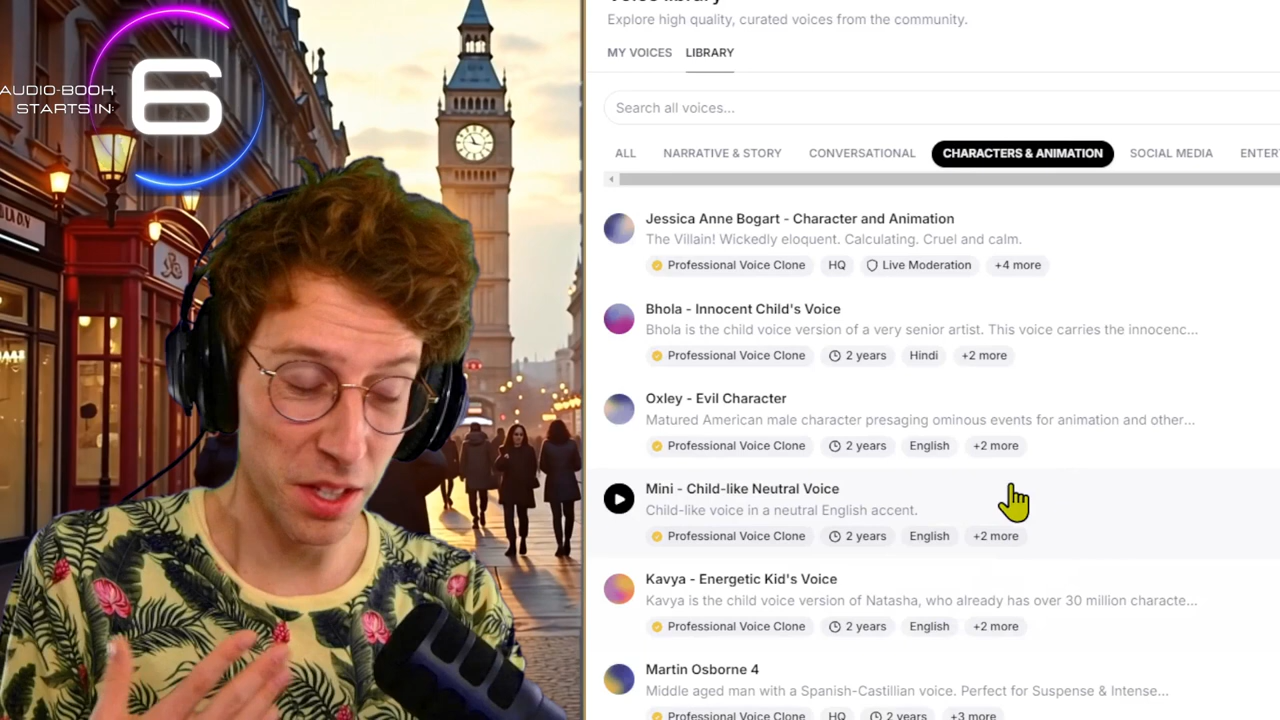 AUDIO-BOOK
STARTS IN:
6
Explore high quality, curated voices from the community.
MY VOICES
LIBRARY
Search all voices...
ALL
NARRATIVE & STORY
CONVERSATIONAL
CHARACTERS & ANIMATION
SOCIAL MEDIA
Jessica Anne Bogart - Character and Animation
The Villain! Wickedly eloquent. Calculating. Cruel and calm.
Professional Voice Clone
HQ
Live Moderation
+4 more
Bhola - Innocent Child's Voice
Bhola is the child voice version of a very senior artist. This voice carries the innocenc...
Professional Voice Clone
2 years
Hindi
+2 more
Oxley - Evil Character
Matured American male character presaging ominous events for animation and other...
Professional Voice Clone
2 years
English
+2 more
Mini - Child-like Neutral Voice
Child-like voice in a neutral English accent.
Professional Voice Clone
2 years
English
+2 more
Kavya - Energetic Kid's Voice
Kavya is the child voice version of Natasha, who already has over 30 million characte...
Professional Voice Clone
2 years
English
+2 more
Martin Osborne 4
Middle aged man with a Spanish-Castillian voice. Perfect for Suspense & Intense...
Professional Voice Clone
HQ
2 years
+3 more